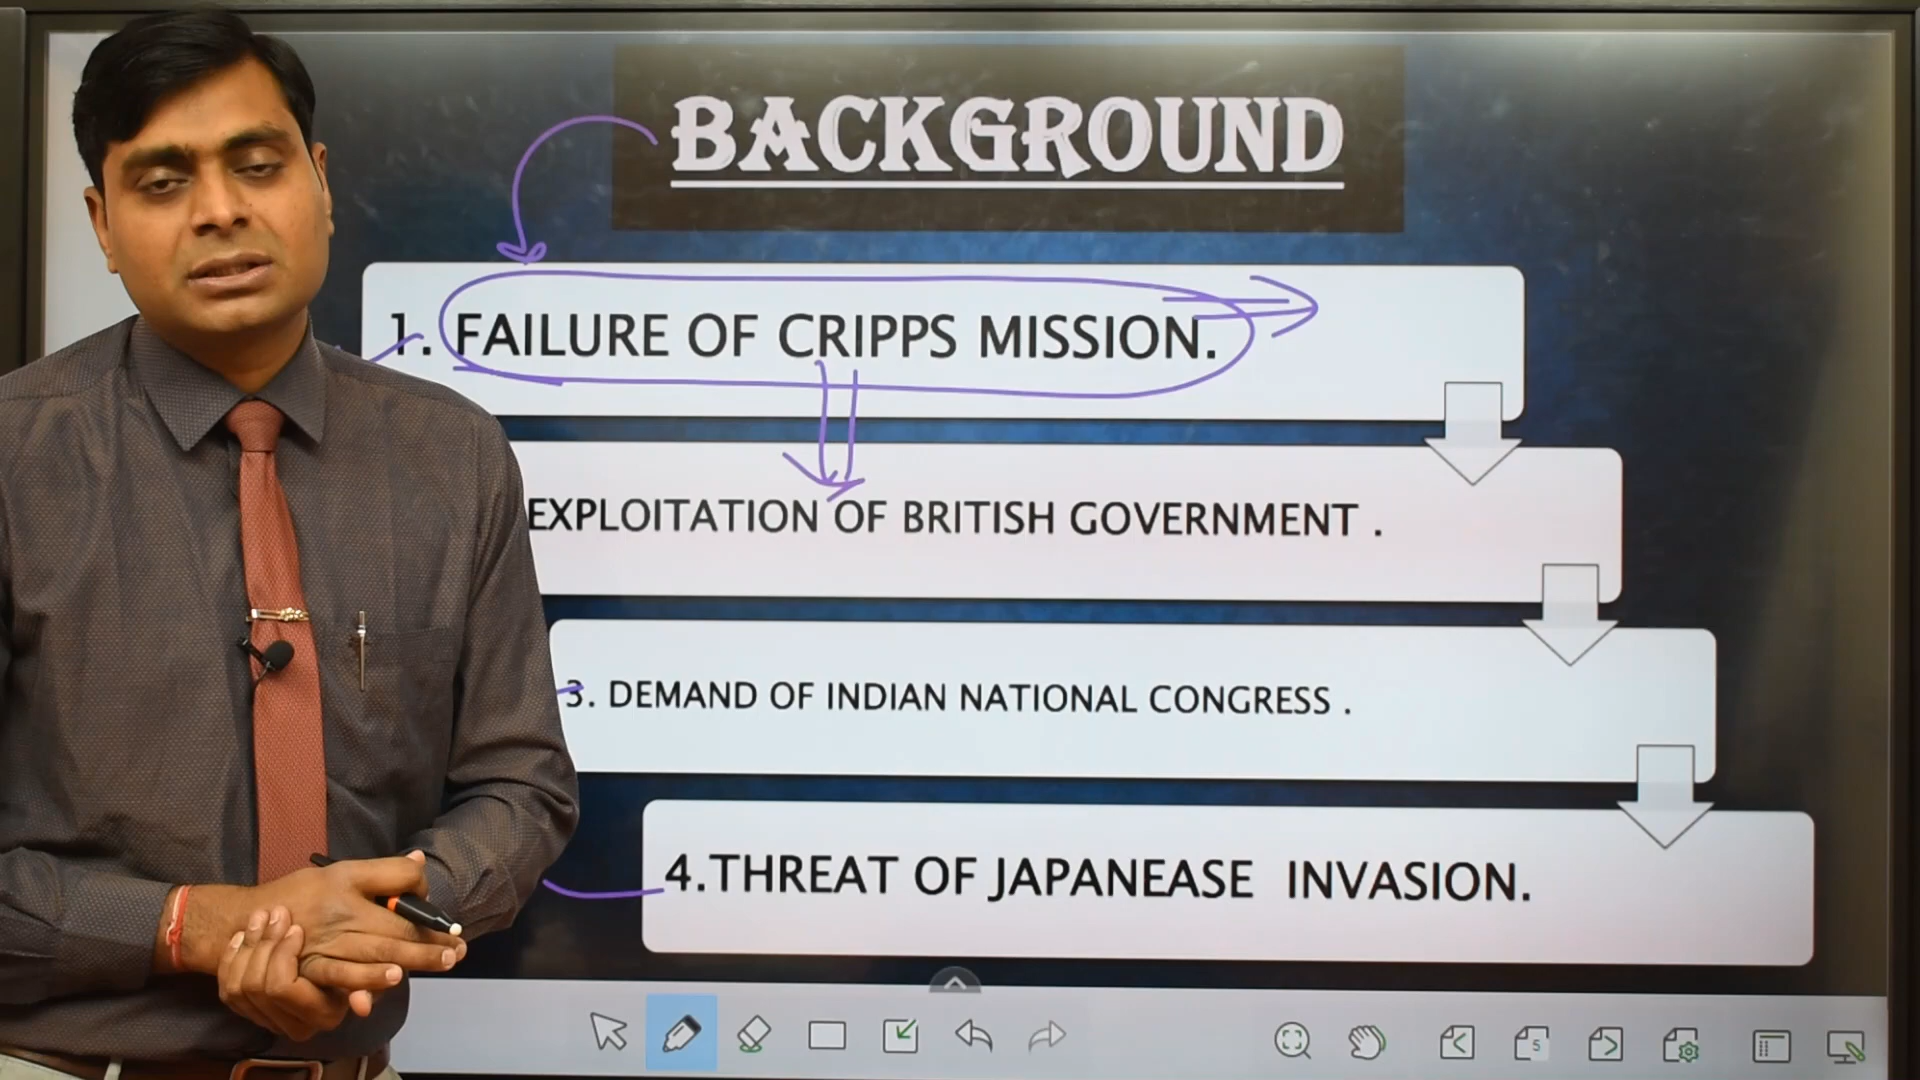 BACKGROUND
1. FAILURE OF CRIPPS MISSION.
EXPLOITATION OF BRITISH GOVERNMENT .
3. DEMAND OF INDIAN NATIONAL CONGRESS .
4.THREAT OF JAPANEASE INVASION.
5